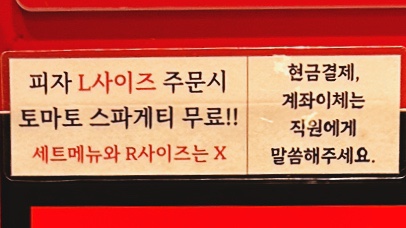 피자 L사이즈 주문시
토마토 스파게티 무료!!
세트메뉴와 R사이즈는 X
현금결제,
계좌이체는
직원에게
말씀해주세요.